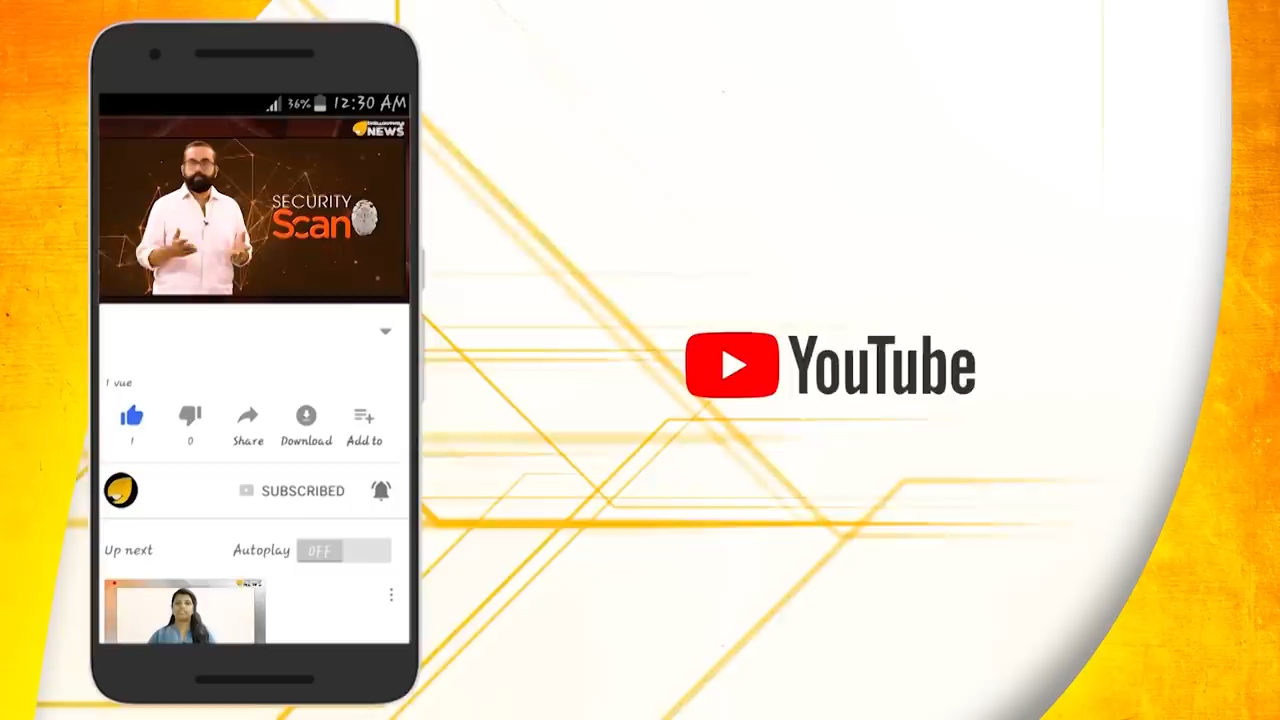 36% 12:30 AM
NEWS
SECURITY
Scan
1 vue
1
0
Share
Download
Add to
SUBSCRIBED
Up next
Autoplay
OFF
NEWS
YouTube